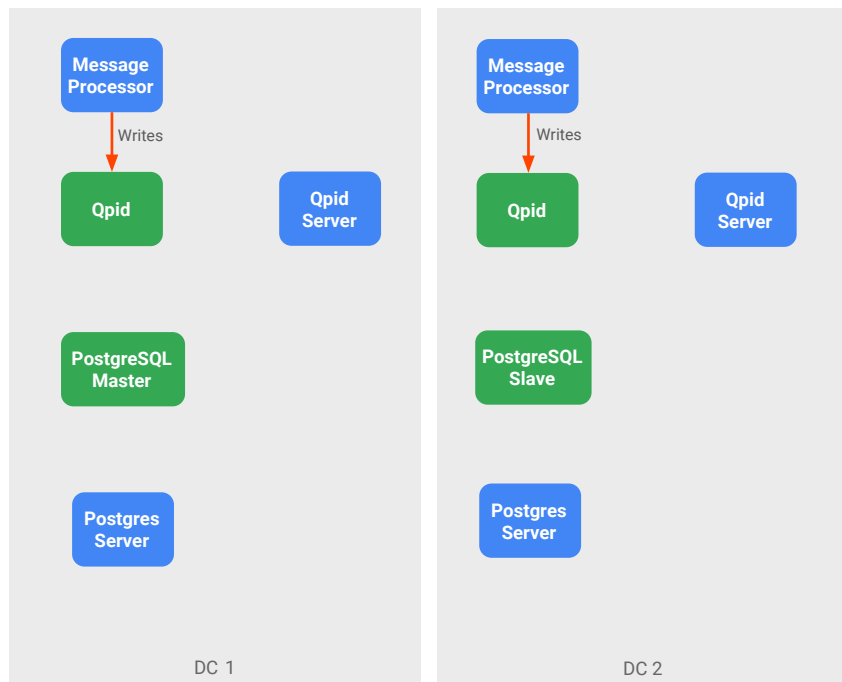 Message
Processor
Writes
Qpid
Qpid
Server
PostgreSQL
Master
Postgres
Server
DC 1
Message
Processor
Writes
Qpid
Qpid
Server
PostgreSQL
Slave
Postgres
Server
DC 2